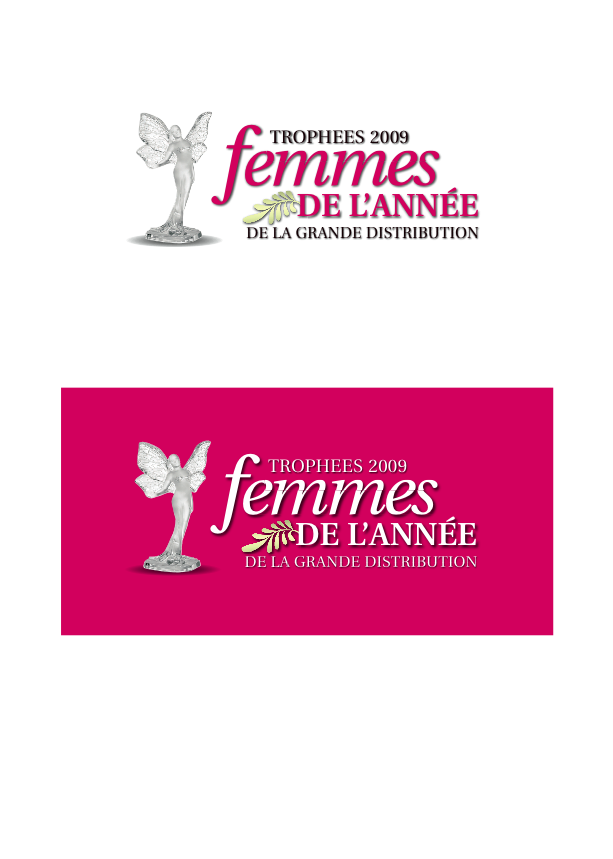 TROPHEES 2009
femmes
DE L'ANNÉE
DE LA GRANDE DISTRIBUTION
TROPHEES 2009
femmes
DE L'ANNÉE
DE LA GRANDE DISTRIBUTION